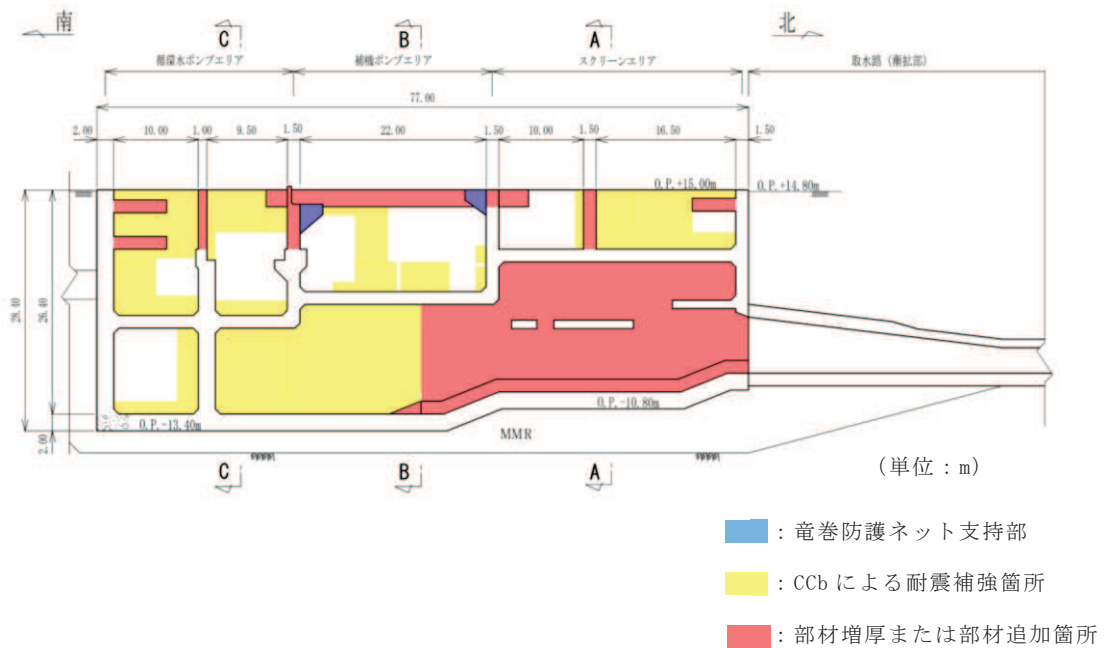 南
C
B
A
北
循環水ポンプエリア
補機ポンプエリア
スクリーンエリア
取水路（漸拡部）
77.00
2.00
10.00
1.00
9.50
1.50
22.00
1.50
10.00
1.50
16.50
1.50
O.P.+15.00m
O.P.+14.80m
28.40
26.40
2.00
O.P.-10.80m
O.P.-13.40m
MMR
C
B
A
（単位：m）
：竜巻防護ネット支持部
：CCb による耐震補強箇所
：部材増厚または部材追加箇所